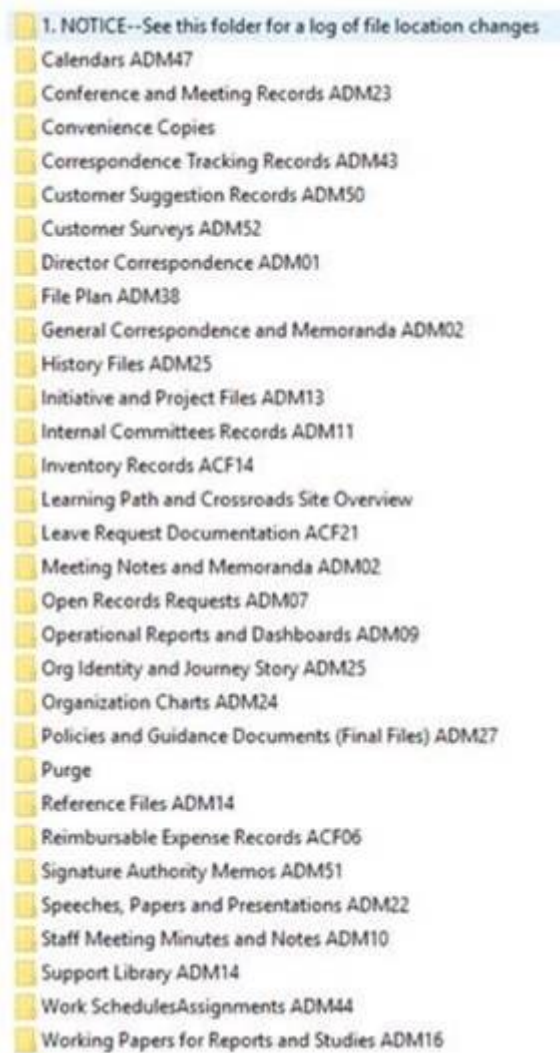 1. NOTICE--See this folder for a log of file location changes
Calendars ADM47
Conference and Meeting Records ADM23
Convenience Copies
Correspondence Tracking Records ADM43
Customer Suggestion Records ADM50
Customer Surveys ADM52
Director Correspondence ADM01
File Plan ADM38
General Correspondence and Memoranda ADM02
History Files ADM25
Initiative and Project Files ADM13
Internal Committees Records ADM11
Inventory Records ACF14
Learning Path and Crossroads Site Overview
Leave Request Documentation ACF21
Meeting Notes and Memoranda ADM02
Open Records Requests ADM07
Operational Reports and Dashboards ADM09
Org Identity and Journey Story ADM25
Organization Charts ADM24
Policies and Guidance Documents (Final Files) ADM27
Purge
Reference Files ADM14
Reimbursable Expense Records ACF06
Signature Authority Memos ADM51
Speeches, Papers and Presentations ADM22
Staff Meeting Minutes and Notes ADM10
Support Library ADM14
Work SchedulesAssignments ADM44
Working Papers for Reports and Studies ADM16